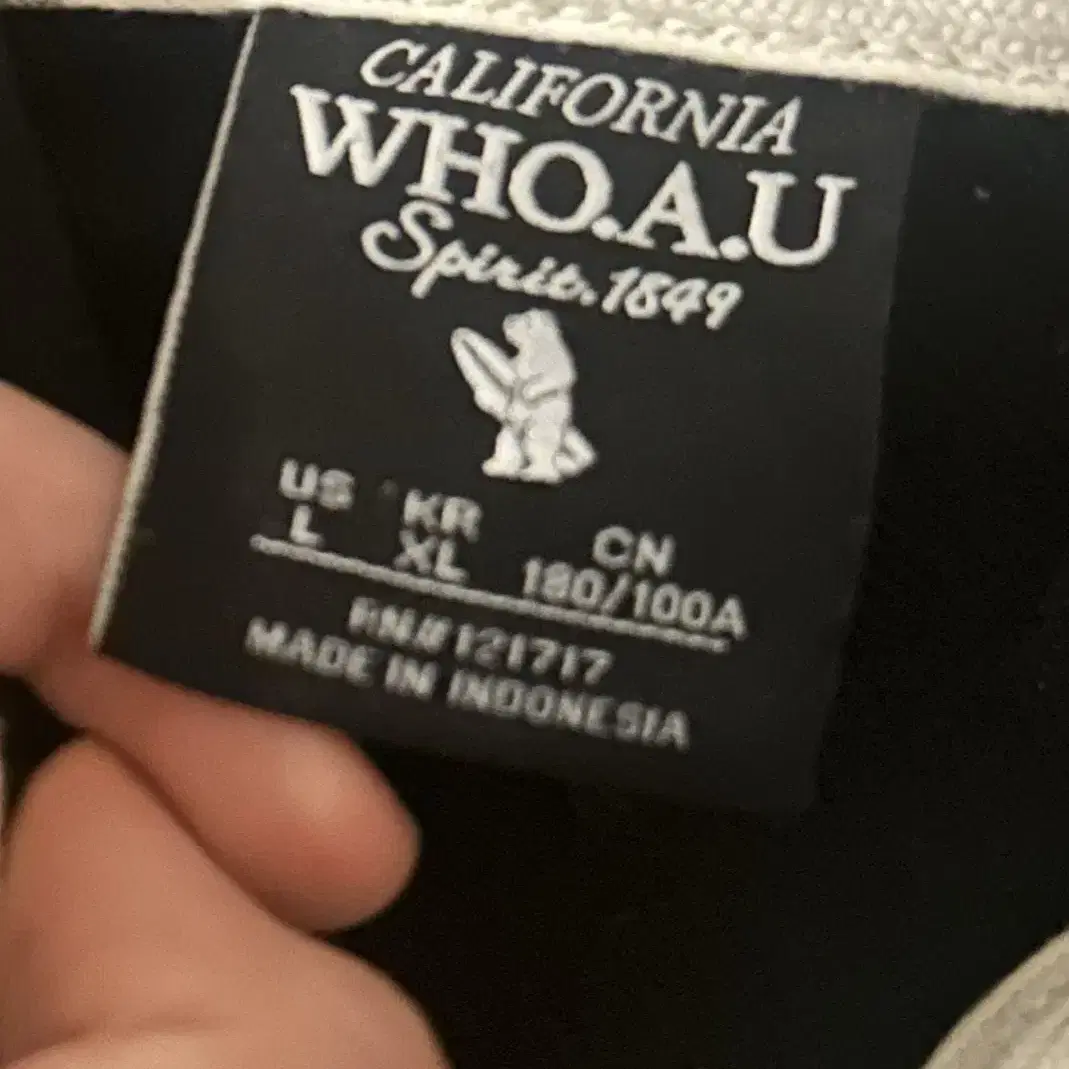 CALIFORNIA
WHO.A.U
Spirit.1849
US KR CN
L XL 180/100A
RN#121717
MADE IN INDONESIA